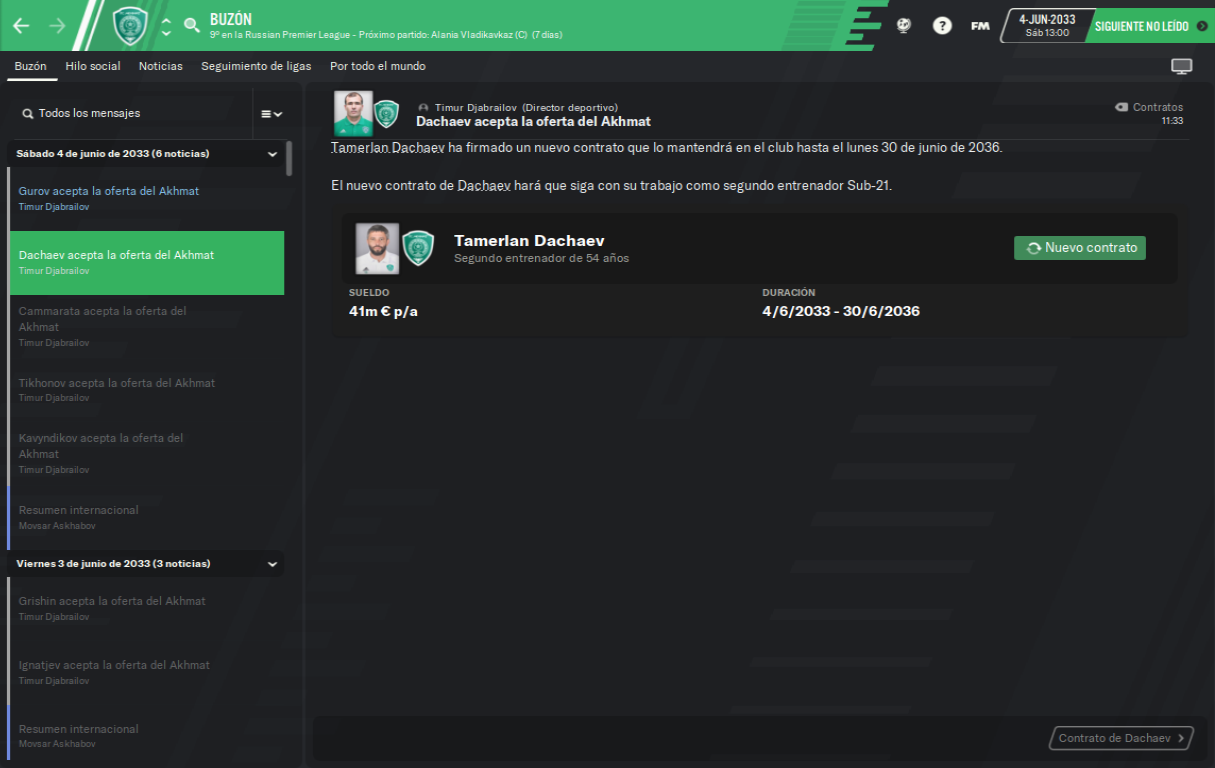 BUZÓN
9º en la Russian Premier League - Próximo partido: Alania Vladikavkaz (C) (7 dias)
?
FM
4-JUN-2033
Sáb 13:00
SIGUIENTE NO LEÍDO
Buzón
Hilo social
Noticias
Seguimiento de ligas
Por todo el mundo
Todos los mensajes
Sábado 4 de junio de 2033 (6 noticias)
Gurov acepta la oferta del Akhmat
Timur Djabrailov
Dachaev acepta la oferta del Akhmat
Timur Djabrailov
Cammarata acepta la oferta del
Akhmat
Timur Djabrailov
Tikhonov acepta la oferta del Akhmat
Timur Djabrailov
Kavyndikov acepta la oferta del
Akhmat
Timur Djabrailov
Resumen internacional
Movsar Askhabov
Viernes 3 de junio de 2033 (3 noticias)
Grishin acepta la oferta del Akhmat
Timur Djabrailov
Ignatjev acepta la oferta del Akhmat
Timur Djabrailov
Resumen internacional
Movsar Askhabov
Timur Djabrailov (Director deportivo)
Dachaev acepta la oferta del Akhmat
Contratos
11:33
Tamerlan Dachaev ha firmado un nuevo contrato que lo mantendrá en el club hasta el lunes 30 de junio de 2036.
El nuevo contrato de Dachaev hará que siga con su trabajo como segundo entrenador Sub-21.
Tamerlan Dachaev
Segundo entrenador de 54 años
Nuevo contrato
SUELDO
41m € p/a
DURACIÓN
4/6/2033 - 30/6/2036
Contrato de Dachaev